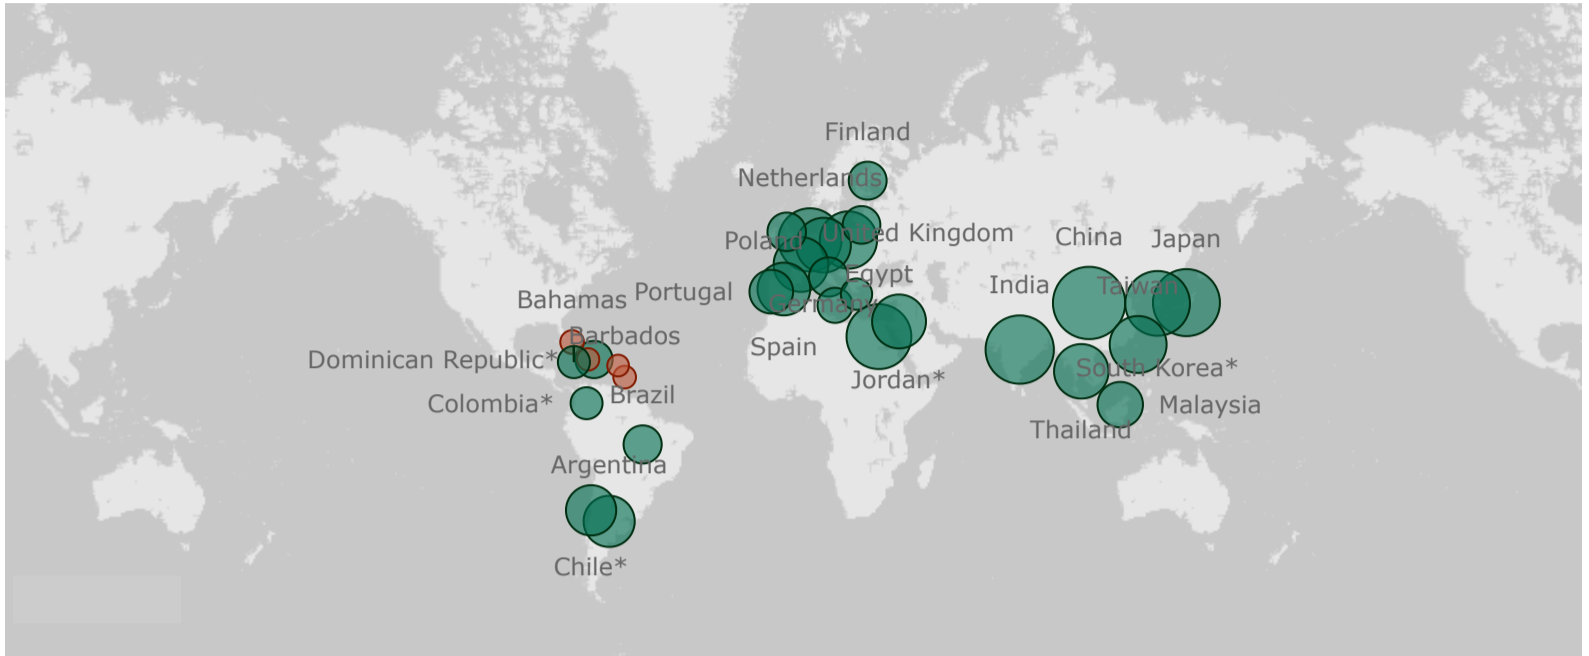 Finland
Netherlands
United Kingdom
Poland
China
Japan
Egypt
India
Taiwan
Portugal
Bahamas
Germany
Barbados
Spain
Dominican Republic*
South Korea*
Jordan*
Brazil
Colombia*
Malaysia
Thailand
Argentina
Chile*